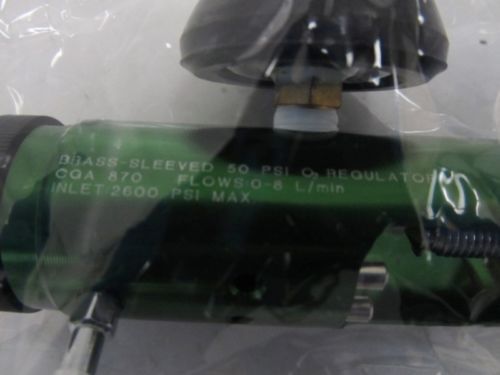 BRASS-SLEEVED 50 PSI O2 REGULATOR
CGA 870 FLOWS:0-8 L/min
INLET:2600 PSI MAX